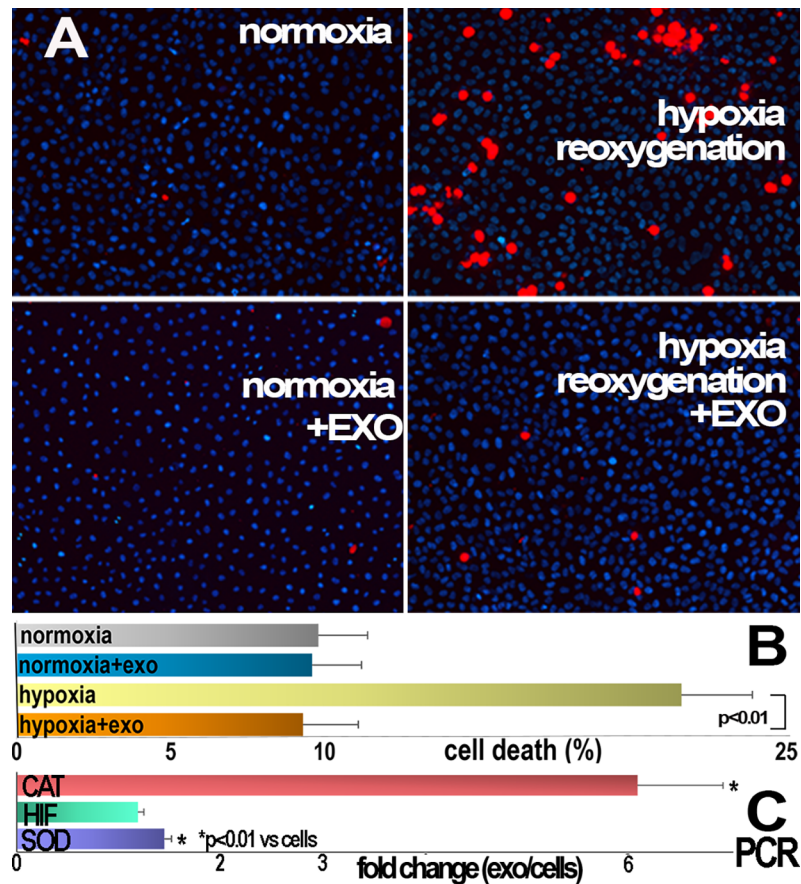 A
normoxia
hypoxia
reoxygenation
normoxia
+EXO
hypoxia
reoxygenation
+EXO
B
normoxia
normoxia+exo
hypoxia
hypoxia+exo
p<0.01
0 5 10 cell death (%) 25
C
PCR
CAT *
HIF
SOD * *p<0.01 vs cells
0 2 3 fold change (exo/cells) 6